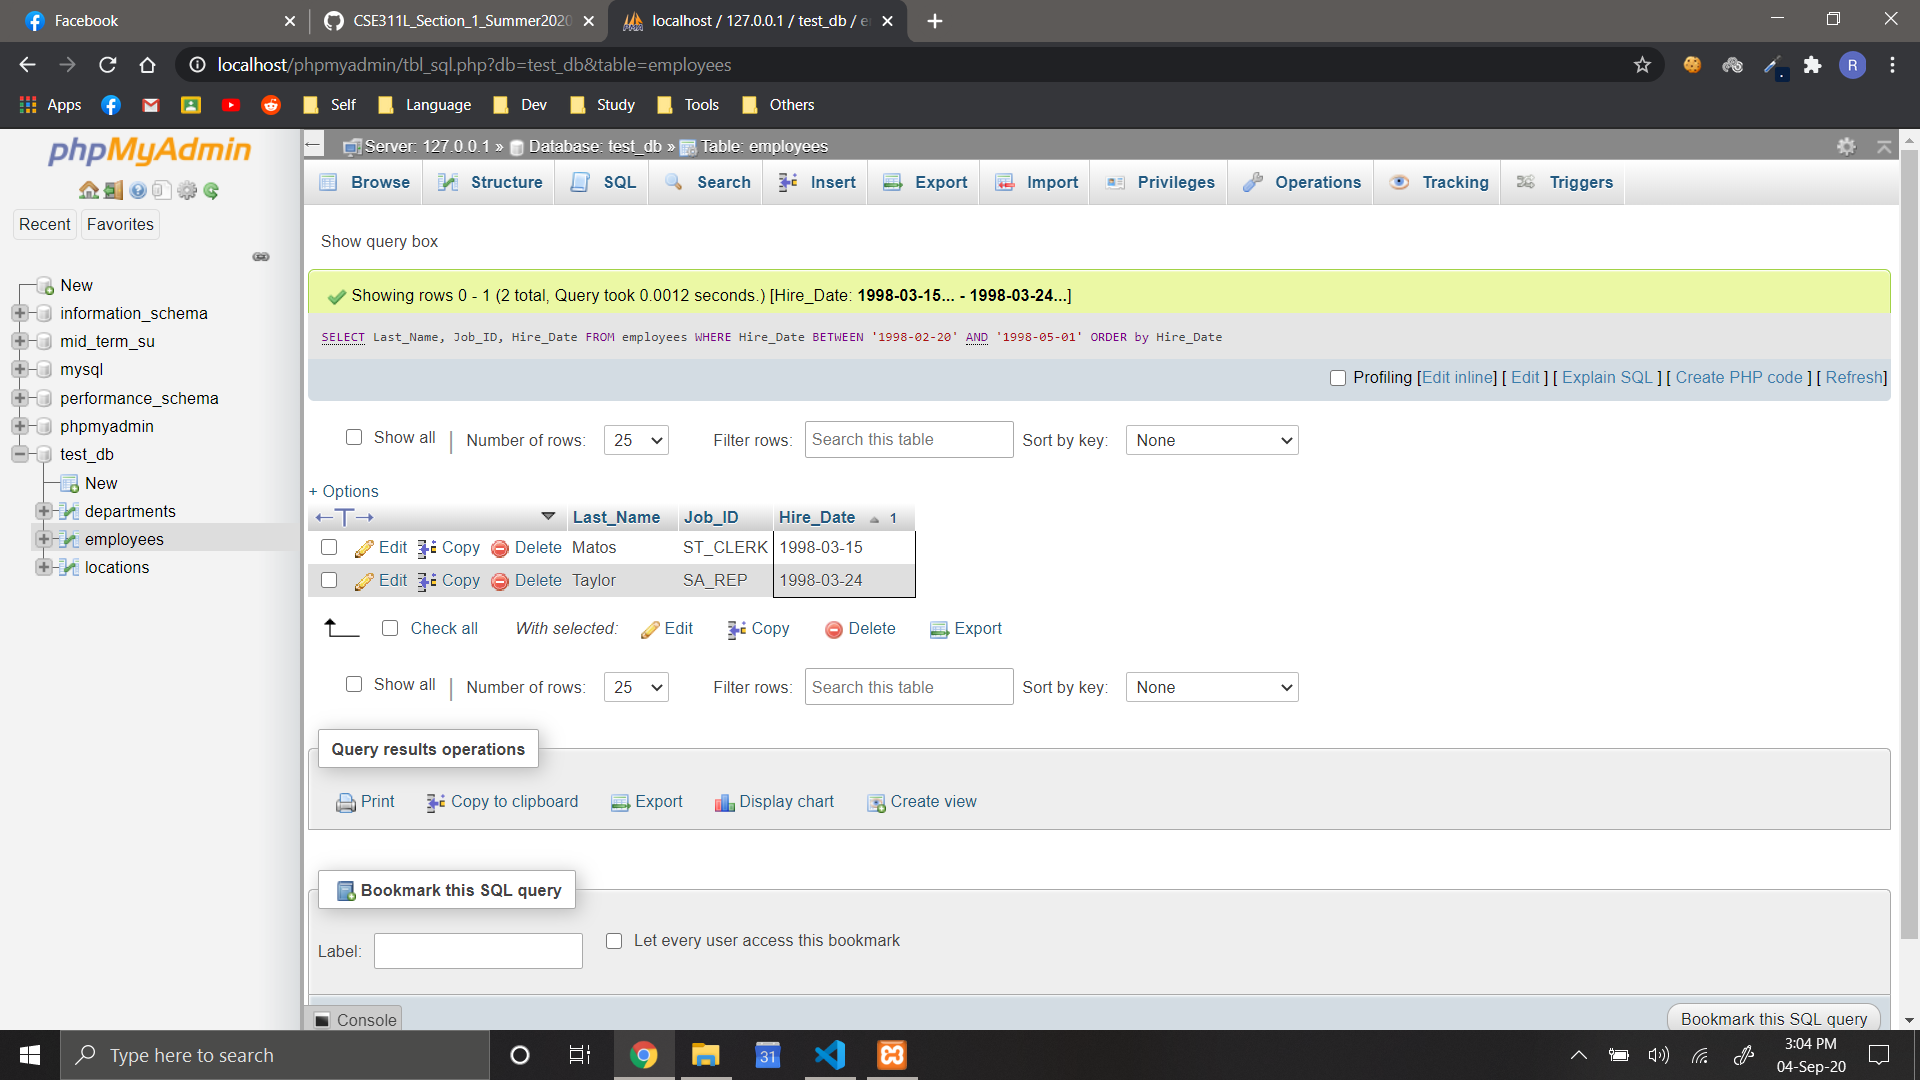 Facebook
CSE311L_Section_1_Summer2020
localhost / 127.0.0.1 / test_db / e
localhost/phpmyadmin/tbl_sql.php?db=test_db&table=employees
R
Apps
Self
Language
Dev
Study
Tools
Others
phpMyAdmin
Recent
Favorites
New
information_schema
mid_term_su
mysql
performance_schema
phpmyadmin
test_db
New
departments
employees
locations
Server: 127.0.0.1 » Database: test_db » Table: employees
Browse
Structure
SQL
Search
Insert
Export
Import
Privileges
Operations
Tracking
Triggers
Show query box
Showing rows 0 - 1 (2 total, Query took 0.0012 seconds.) [Hire_Date: 1998-03-15... - 1998-03-24...]
SELECT Last_Name, Job_ID, Hire_Date FROM employees WHERE Hire_Date BETWEEN '1998-02-20' AND '1998-05-01' ORDER by Hire_Date
Profiling [Edit inline] [ Edit ] [ Explain SQL ] [ Create PHP code ] [ Refresh]
Show all | Number of rows: 25 Filter rows: Search this table Sort by key: None
+ Options
Last_Name Job_ID Hire_Date 1
Edit Copy Delete Matos ST_CLERK 1998-03-15
Edit Copy Delete Taylor SA_REP 1998-03-24
Check all With selected: Edit Copy Delete Export
Show all | Number of rows: 25 Filter rows: Search this table Sort by key: None
Query results operations
Print Copy to clipboard Export Display chart Create view
Bookmark this SQL query
Label:
Let every user access this bookmark
Console
Bookmark this SQL query
Type here to search
31
3:04 PM
04-Sep-20